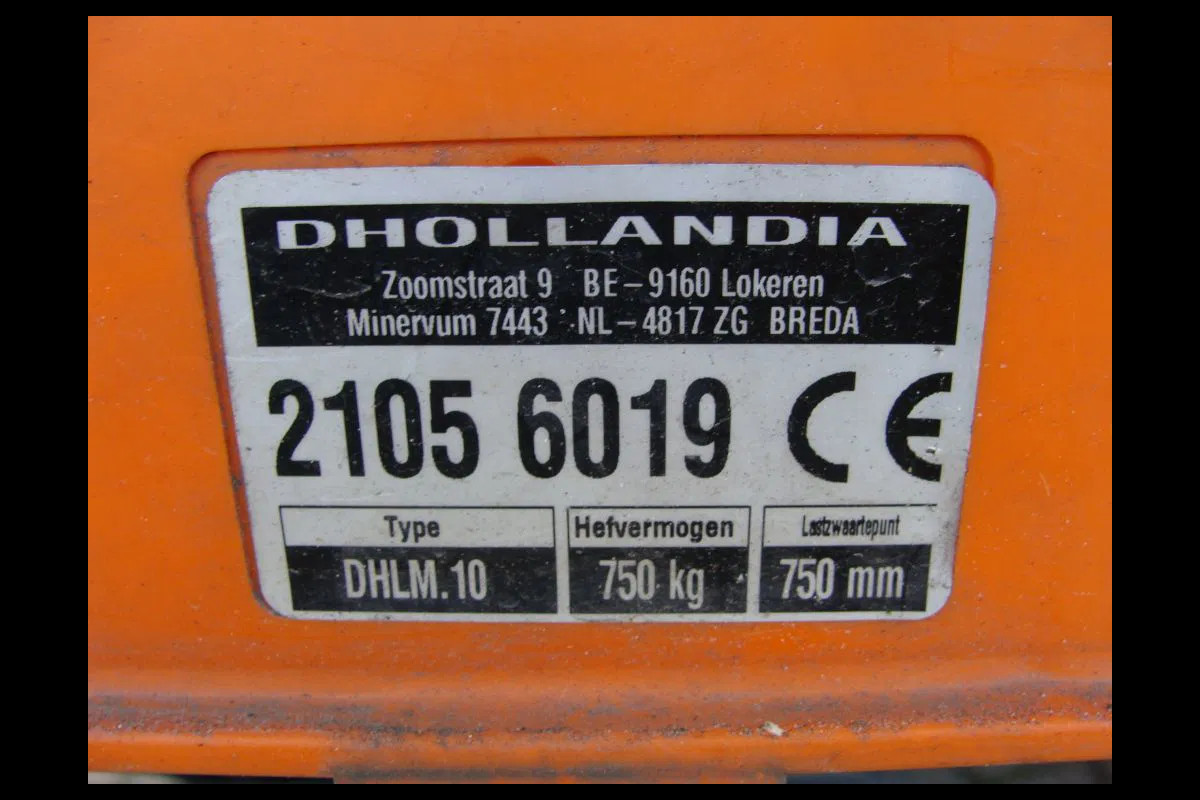 DHOLLANDIA
Zoomstraat 9 BE-9160 Lokeren
Minervum 7443 NL-4817 ZG BREDA
2105 6019 CE
Type Hefvermogen Lastzwaartepunt
DHLM.10 750 kg 750 mm